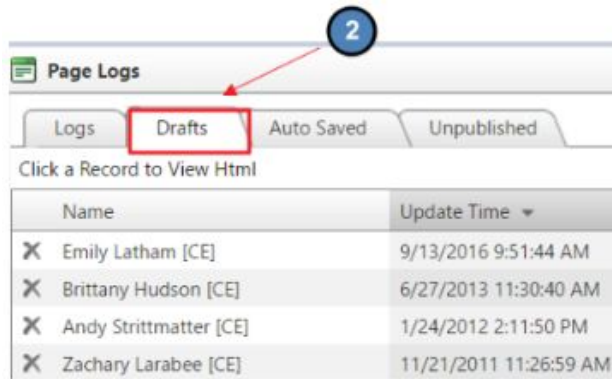 2
Page Logs
Logs Drafts Auto Saved Unpublished
Click a Record to View Html
Name Update Time
Emily Latham [CE] 9/13/2016 9:51:44 AM
Brittany Hudson [CE] 6/27/2013 11:30:40 AM
Andy Strittmatter [CE] 1/24/2012 2:11:50 PM
Zachary Larabee [CE] 11/21/2011 11:26:59 AM